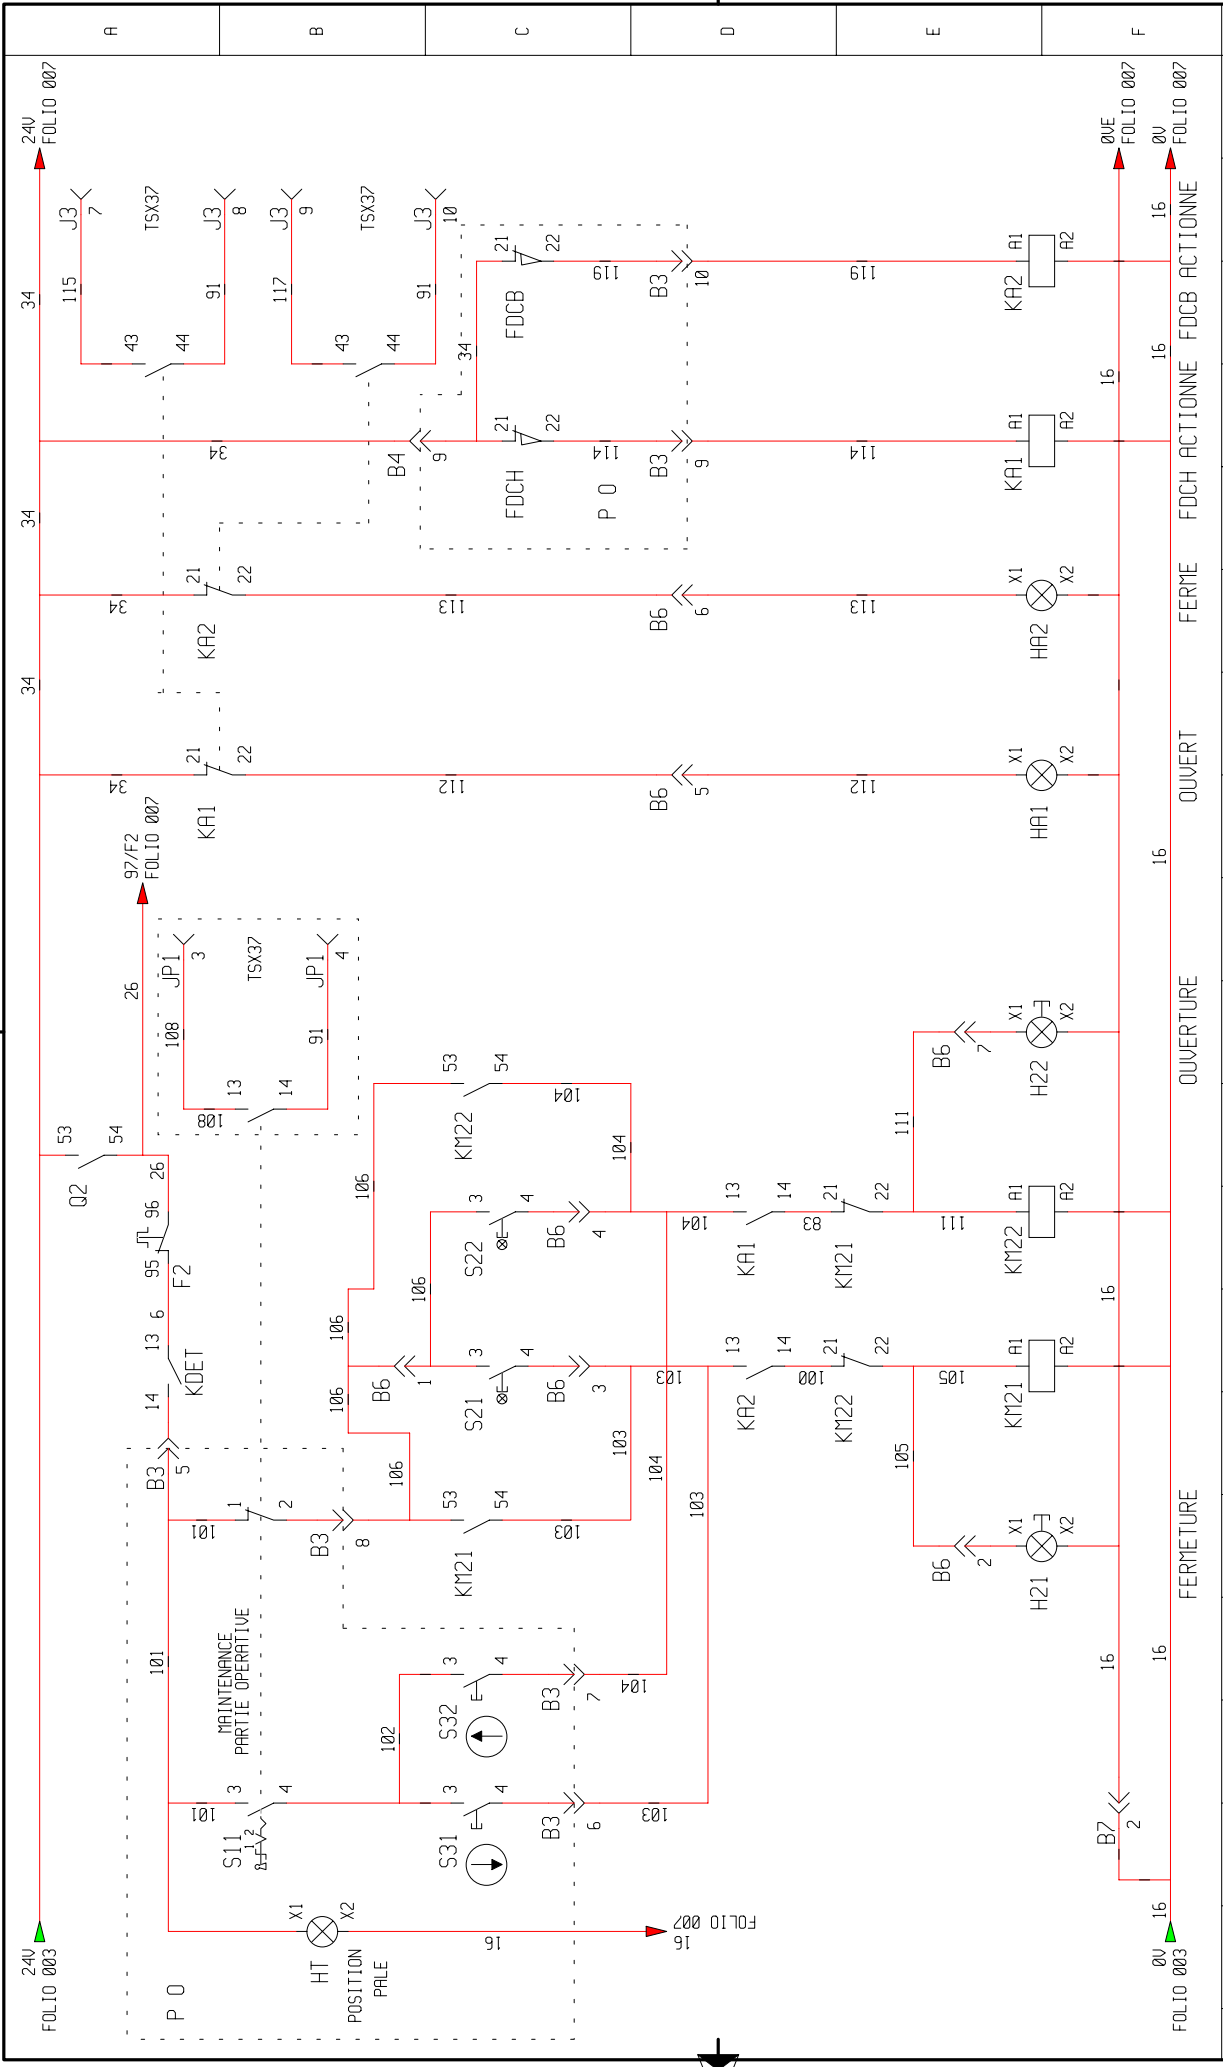 A
B
C
D
E
F
24V
FOLIO 003
34
34
34
24V
FOLIO 007
P O
HT
X1
X2
POSITION
PALE
16
16
FOLIO 007
S11
1 2
3
4
101
101
MAINTENANCE
PARTIE OPERATIVE
101
1
2
B3
8
B3
5
14
13
KDET
6
95
96
F2
26
Q2
53
54
26
97/F2
FOLIO 007
108
13
14
108
JP1
3
TSX37
91
JP1
4
102
S31
3
4
B3
6
103
S32
3
4
B3
7
104
106
KM21
53
54
103
106
106
B6
1
106
S21
3
4
B6
3
103
103
S22
3
4
B6
4
106
KM22
53
54
104
104
104
103
104
KA2
13
14
100
KM22
21
22
105
105
KM21
A1
A2
B6
2
H21
X1
X2
KA1
13
14
83
KM21
21
22
111
111
KM22
A1
A2
B6
7
H22
X1
X2
34
KA1
21
22
112
B6
5
112
HA1
X1
X2
34
KA2
21
22
113
B6
6
113
HA2
X1
X2
34
B4
9
34
FDCH
21
22
114
P O
B3
9
114
KA1
A1
A2
FDCB
21
22
119
B3
10
119
KA2
A1
A2
115
43
44
91
J3
7
TSX37
J3
8
117
43
44
91
J3
9
TSX37
J3
10
B7
2
16
16
16
0VE
FOLIO 007
0V
FOLIO 003
16
16
16
16
16
0V
FOLIO 007
FERMETURE
OUVERTURE
OUVERT
FERME
FDCH ACTIONNE
FDCB ACTIONNE